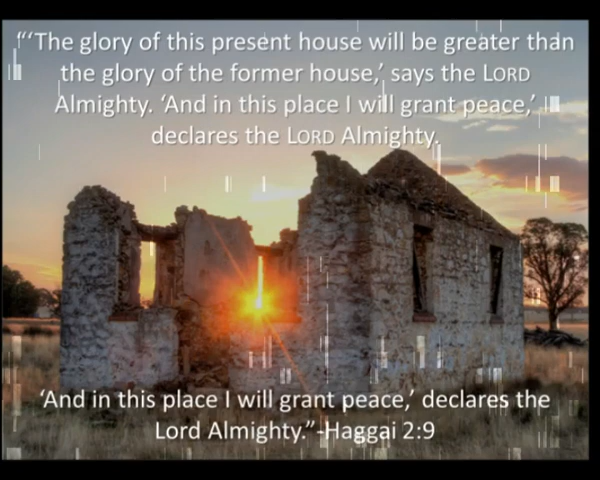 “‘The glory of this present house will be greater than
the glory of the former house,’ says the LORD
Almighty. ‘And in this place I will grant peace,’
declares the LORD Almighty.
‘And in this place I will grant peace,’ declares the
Lord Almighty.”-Haggai 2:9